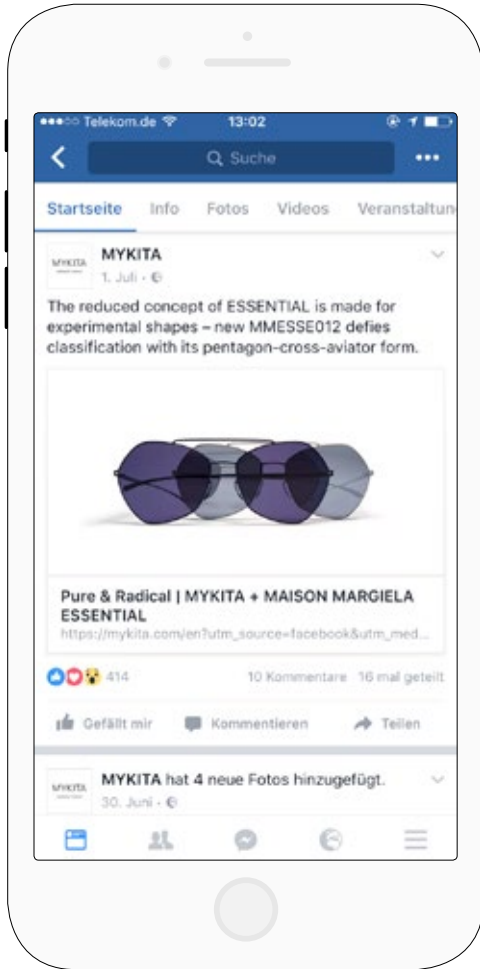 Telekom.de 13:02
Suche
Startseite Info Fotos Videos Veranstaltun
MYKITA
MYKITA
1. Juli ·
The reduced concept of ESSENTIAL is made for
experimental shapes – new MMESSE012 defies
classification with its pentagon-cross-aviator form.
Pure & Radical | MYKITA + MAISON MARGIELA
ESSENTIAL
https://mykita.com/en?utm_source=facebook&utm_med...
414 10 Kommentare 16 mal geteilt
Gefällt mir Kommentieren Teilen
MYKITA
MYKITA hat 4 neue Fotos hinzugefügt.
30. Juni ·